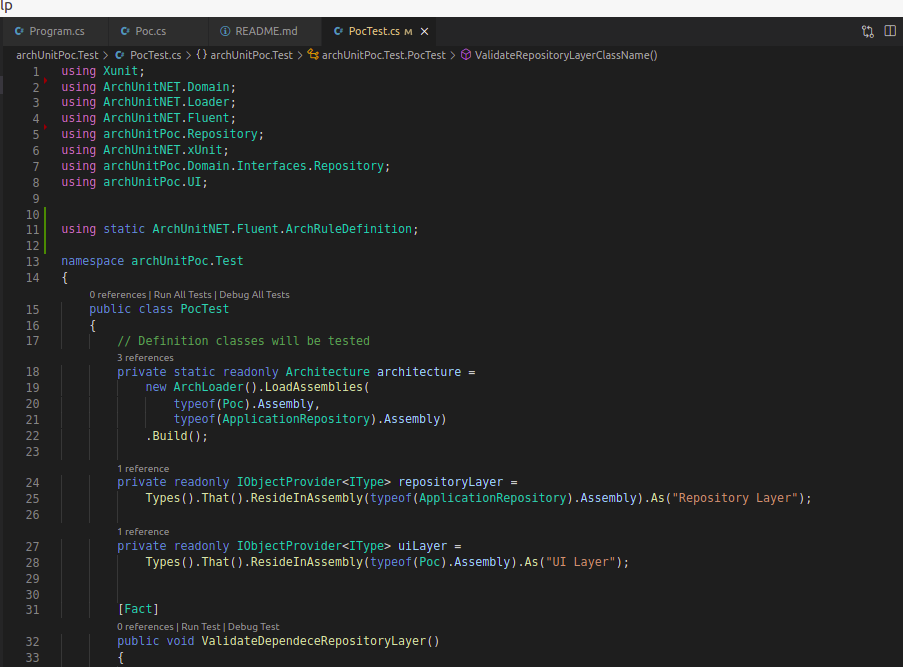 lp
Program.cs Poc.cs README.md PocTest.cs M
archUnitPoc.Test > PocTest.cs > {} archUnitPoc.Test > archUnitPoc.Test.PocTest > ValidateRepositoryLayerClassName()
1 using Xunit;
2 using ArchUnitNET.Domain;
3 using ArchUnitNET.Loader;
4 using ArchUnitNET.Fluent;
5 using archUnitPoc.Repository;
6 using ArchUnitNET.xUnit;
7 using archUnitPoc.Domain.Interfaces.Repository;
8 using archUnitPoc.UI;
9
10
11 using static ArchUnitNET.Fluent.ArchRuleDefinition;
12
13 namespace archUnitPoc.Test
14 {
0 references | Run All Tests | Debug All Tests
15 public class PocTest
16 {
17 // Definition classes will be tested
3 references
18 private static readonly Architecture architecture =
19 new ArchLoader().LoadAssemblies(
20 typeof(Poc).Assembly,
21 typeof(ApplicationRepository).Assembly)
22 .Build();
23
1 reference
24 private readonly IObjectProvider<IType> repositoryLayer =
25 Types().That().ResideInAssembly(typeof(ApplicationRepository).Assembly).As("Repository Layer");
26
1 reference
27 private readonly IObjectProvider<IType> uiLayer =
28 Types().That().ResideInAssembly(typeof(Poc).Assembly).As("UI Layer");
29
30
31 [Fact]
0 references | Run Test | Debug Test
32 public void ValidateDependeceRepositoryLayer()
33 {